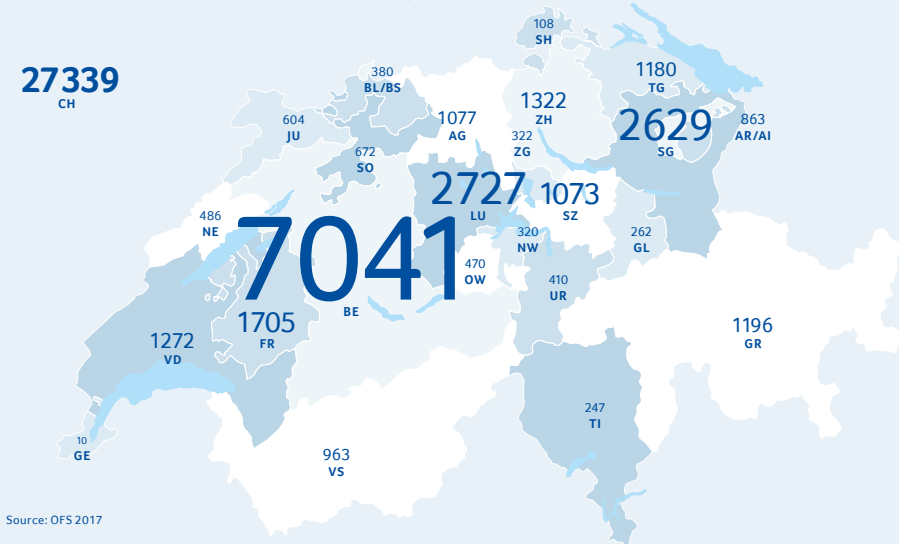 108
SH
27339
CH
380
BL/BS
1180
TG
1322
ZH
604
JU
1077
AG
2629
SG
863
AR/AI
322
ZG
672
SO
2727
LU
1073
SZ
486
NE
7041
BE
320
NW
262
GL
470
OW
410
UR
1705
FR
1272
VD
1196
GR
247
TI
10
GE
963
VS
Source: OFS 2017